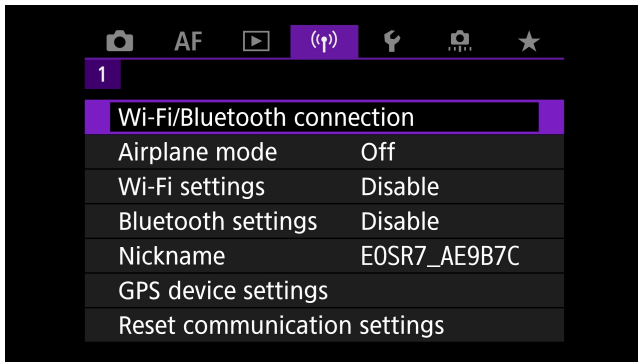 AF
1
Wi-Fi/Bluetooth connection
Airplane mode Off
Wi-Fi settings Disable
Bluetooth settings Disable
Nickname E0SR7_AE9B7C
GPS device settings
Reset communication settings